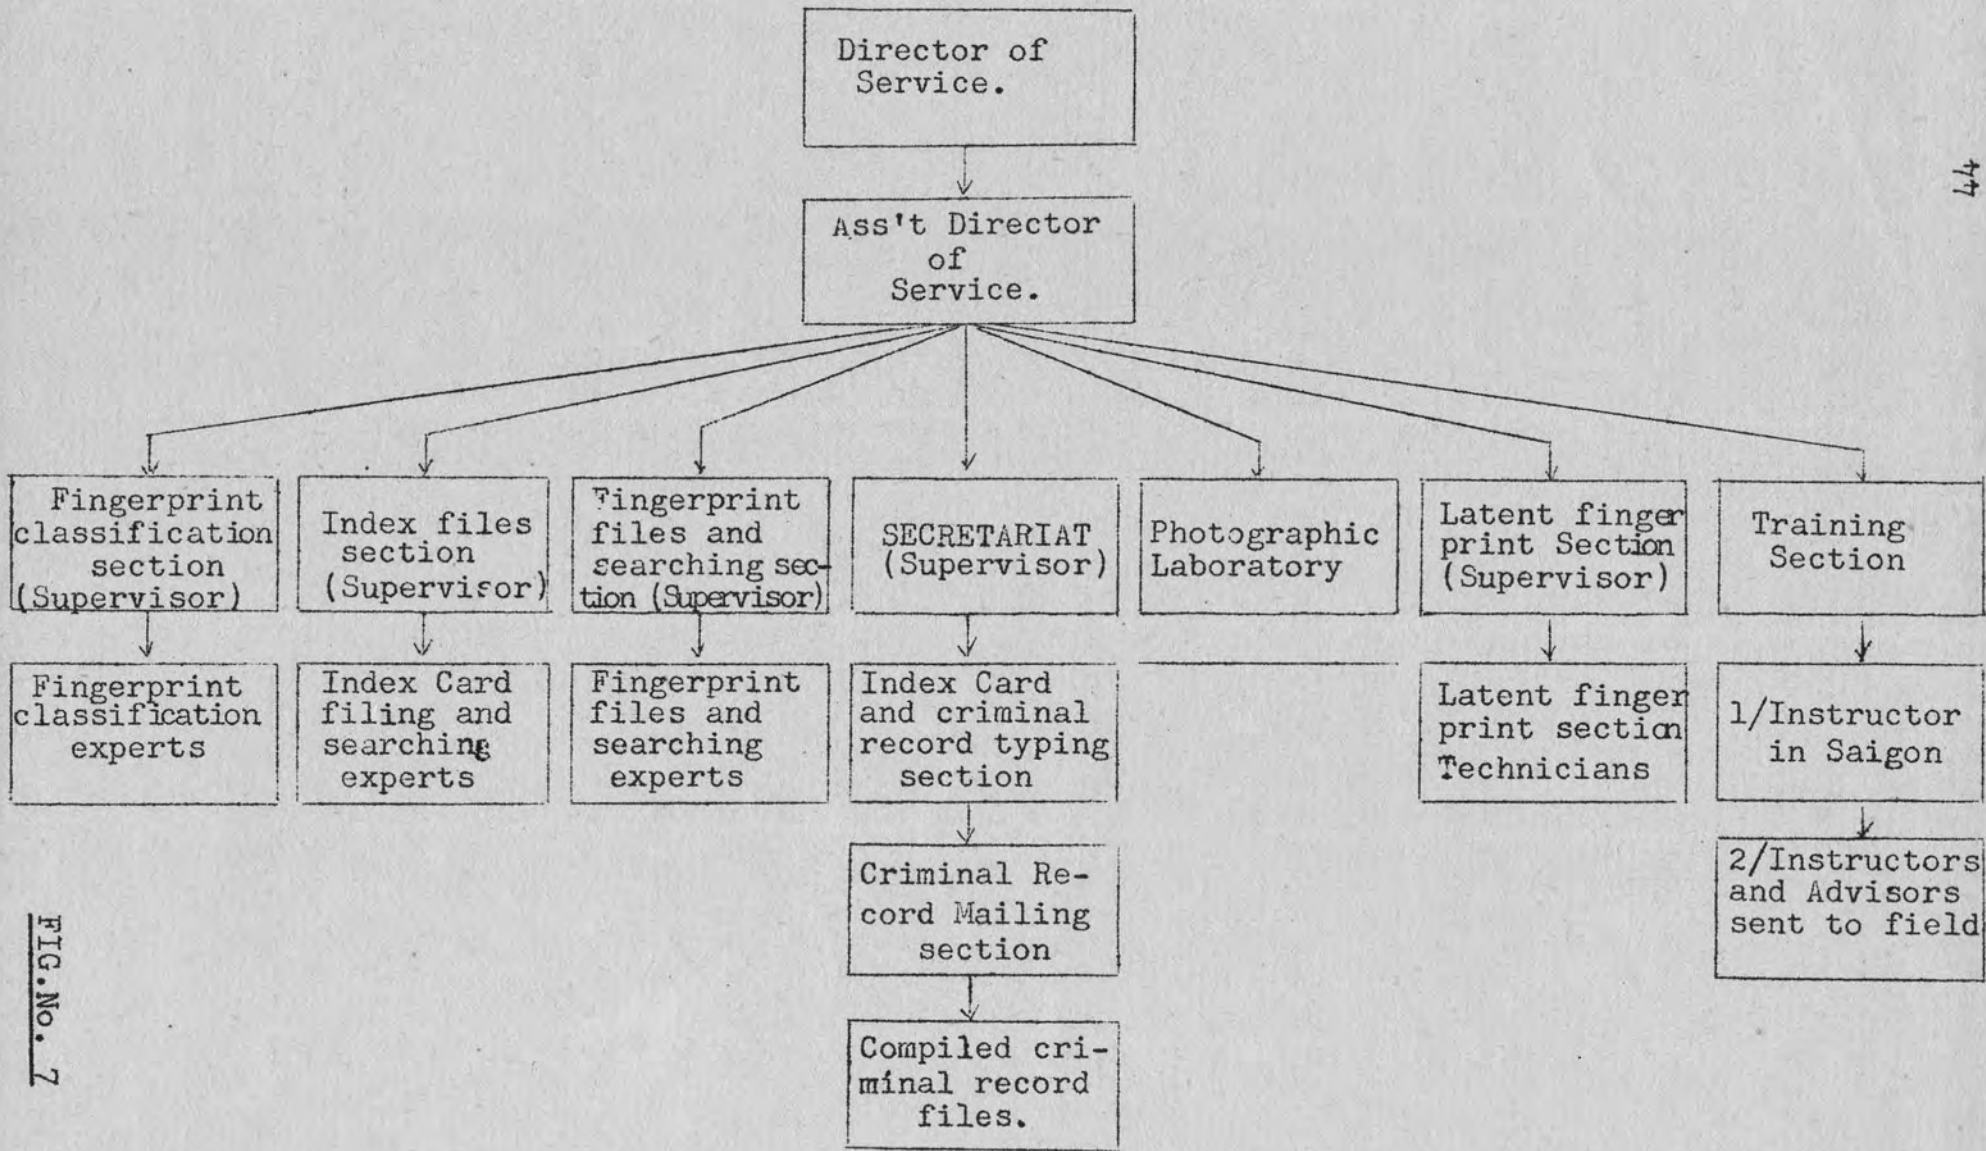 Director of
Service.
44
Ass't Director
of
Service.
Fingerprint
classification
section
(Supervisor)
Index files
section
(Supervisor)
Fingerprint
files and
searching sec-
tion (Supervisor)
SECRETARIAT
(Supervisor)
Photographic
Laboratory
Latent finger
print Section
(Supervisor)
Training
Section
Fingerprint
classification
experts
Index Card
filing and
searching
experts
Fingerprint
files and
searching
experts
Index Card
and criminal
record typing
section
Latent finger
print section
Technicians
1/Instructor
in Saigon
Criminal Re-
cord Mailing
section
2/Instructors
and Advisors
sent to field
Compiled cri-
minal record
files.
FIG.No. 7